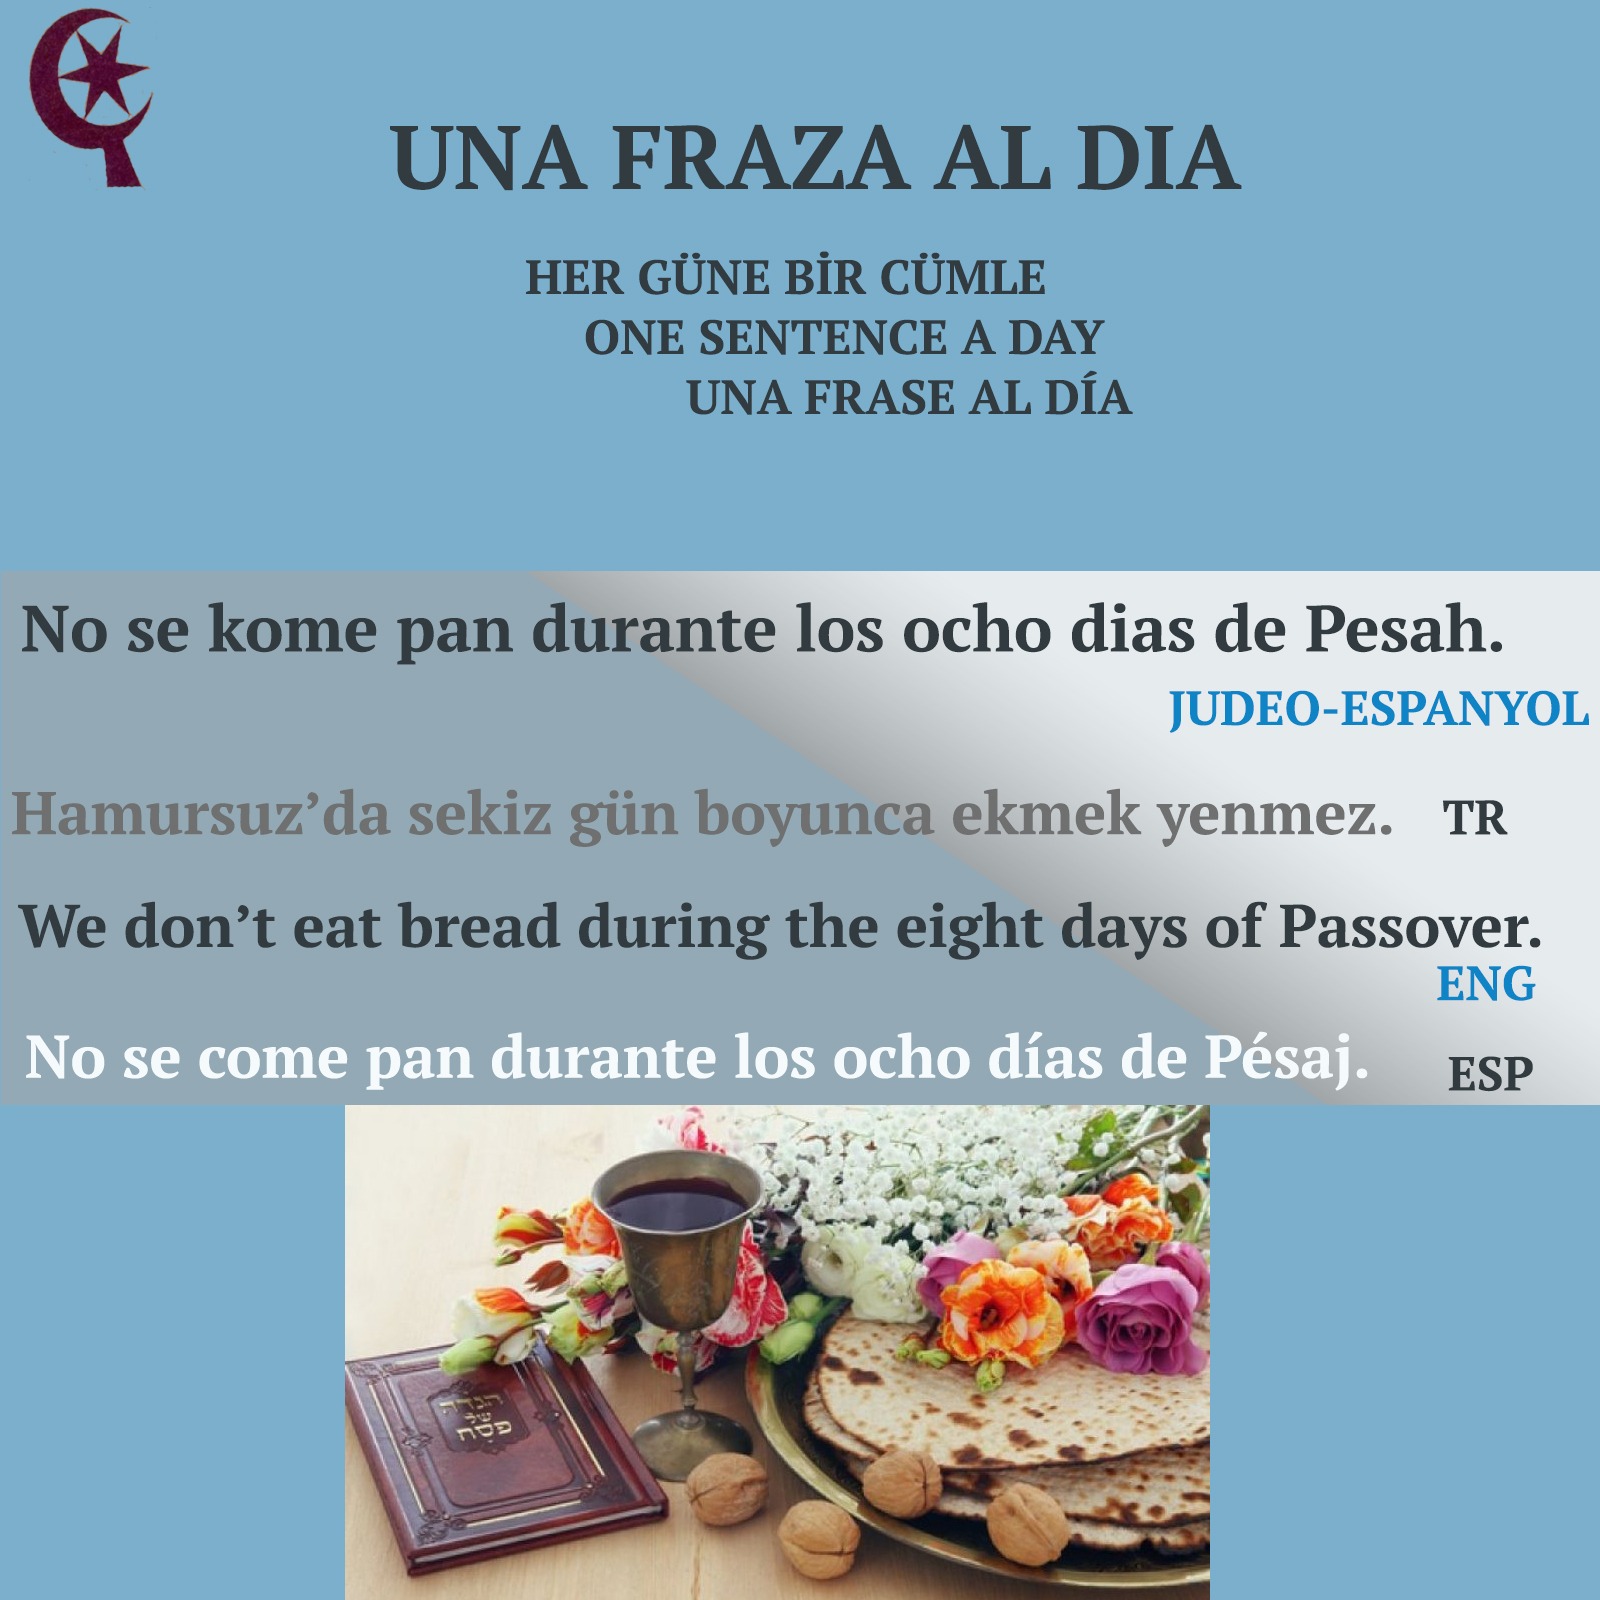 UNA FRAZA AL DIA
HER GÜNE BİR CÜMLE
ONE SENTENCE A DAY
UNA FRASE AL DÍA
No se kome pan durante los ocho dias de Pesah.
JUDEO-ESPANYOL
Hamursuz’da sekiz gün boyunca ekmek yenmez. TR
We don’t eat bread during the eight days of Passover.
ENG
No se come pan durante los ocho días de Pésaj. ESP
הגדה
של
פסח